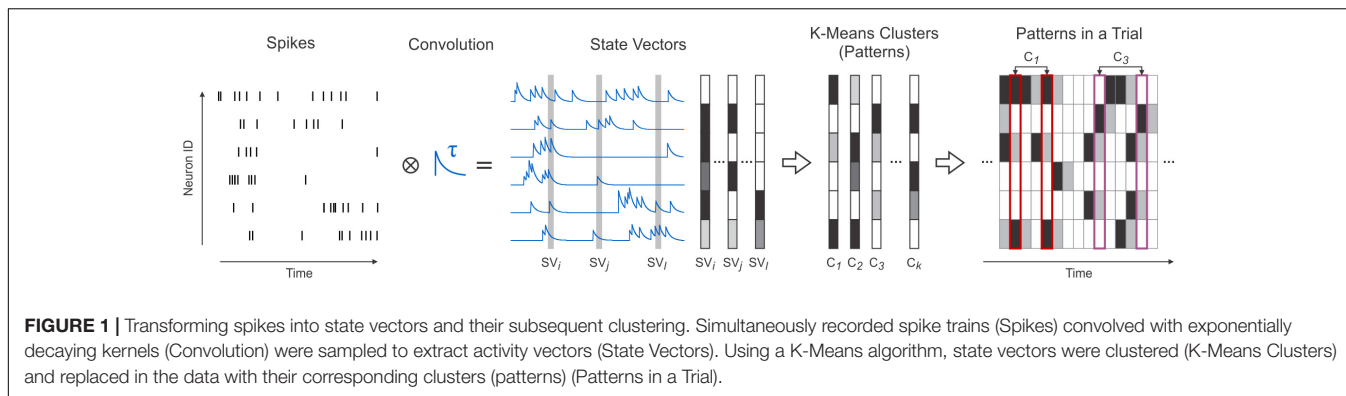 Spikes
Convolution
State Vectors
K-Means Clusters
(Patterns)
Patterns in a Trial
C1
C3
Neuron ID
⊗
τ
=
...
...
...
...
...
...
SVi
SVj
SVl
SVi
SVj
SVl
C1
C2
C3
Ck
Time
Time
FIGURE 1 | Transforming spikes into state vectors and their subsequent clustering. Simultaneously recorded spike trains (Spikes) convolved with exponentially
decaying kernels (Convolution) were sampled to extract activity vectors (State Vectors). Using a K-Means algorithm, state vectors were clustered (K-Means Clusters)
and replaced in the data with their corresponding clusters (patterns) (Patterns in a Trial).